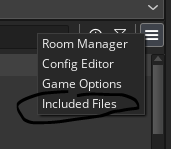 Room Manager
Config Editor
Game Options
Included Files